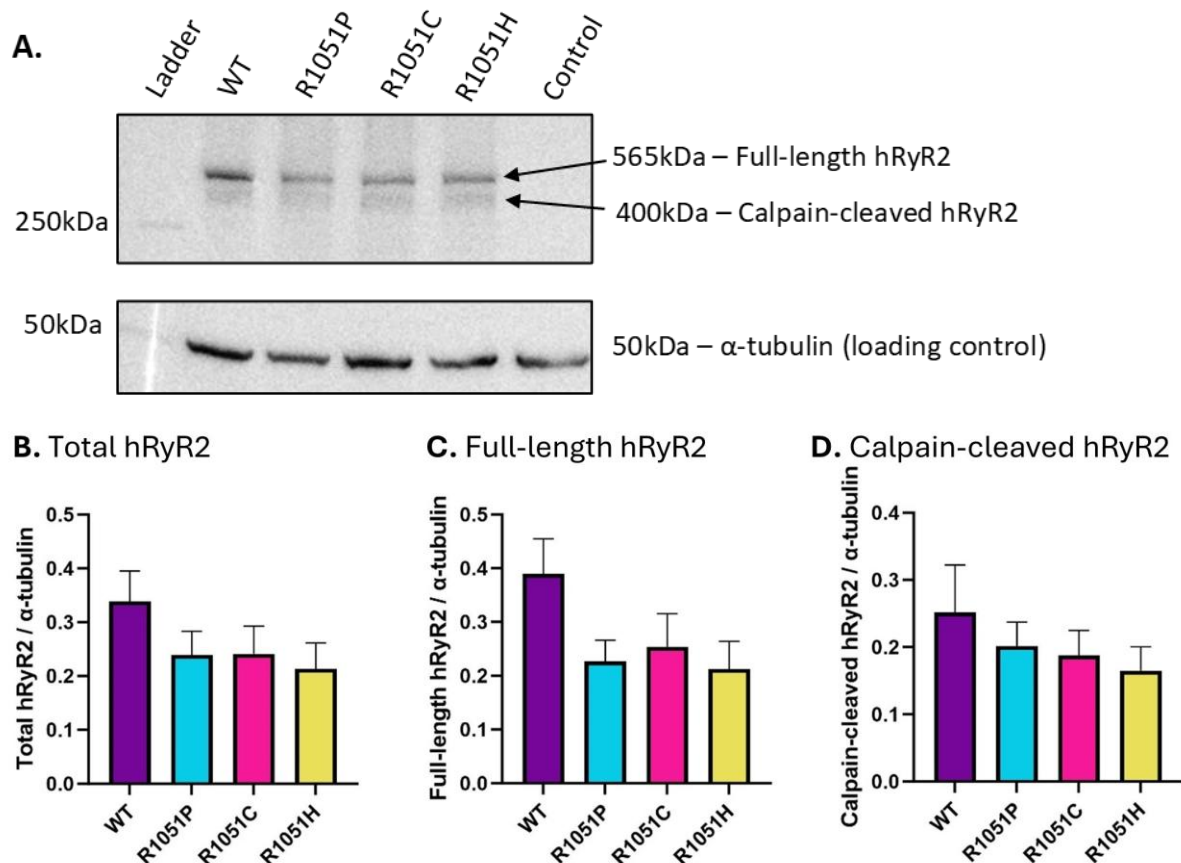 A.
Ladder
WT
R1051P
R1051C
R1051H
Control
565kDa – Full-length hRyR2
400kDa – Calpain-cleaved hRyR2
250kDa
50kDa
50kDa – α-tubulin (loading control)
B. Total hRyR2
Total hRyR2 / α-tubulin
0.5
0.4
0.3
0.2
0.1
0.0
WT
R1051P
R1051C
R1051H
C. Full-length hRyR2
Full-length hRyR2 / α-tubulin
0.5
0.4
0.3
0.2
0.1
0.0
WT
R1051P
R1051C
R1051H
D. Calpain-cleaved hRyR2
Calpain-cleaved hRyR2 / α-tubulin
0.4
0.3
0.2
0.1
0.0
WT
R1051P
R1051C
R1051H